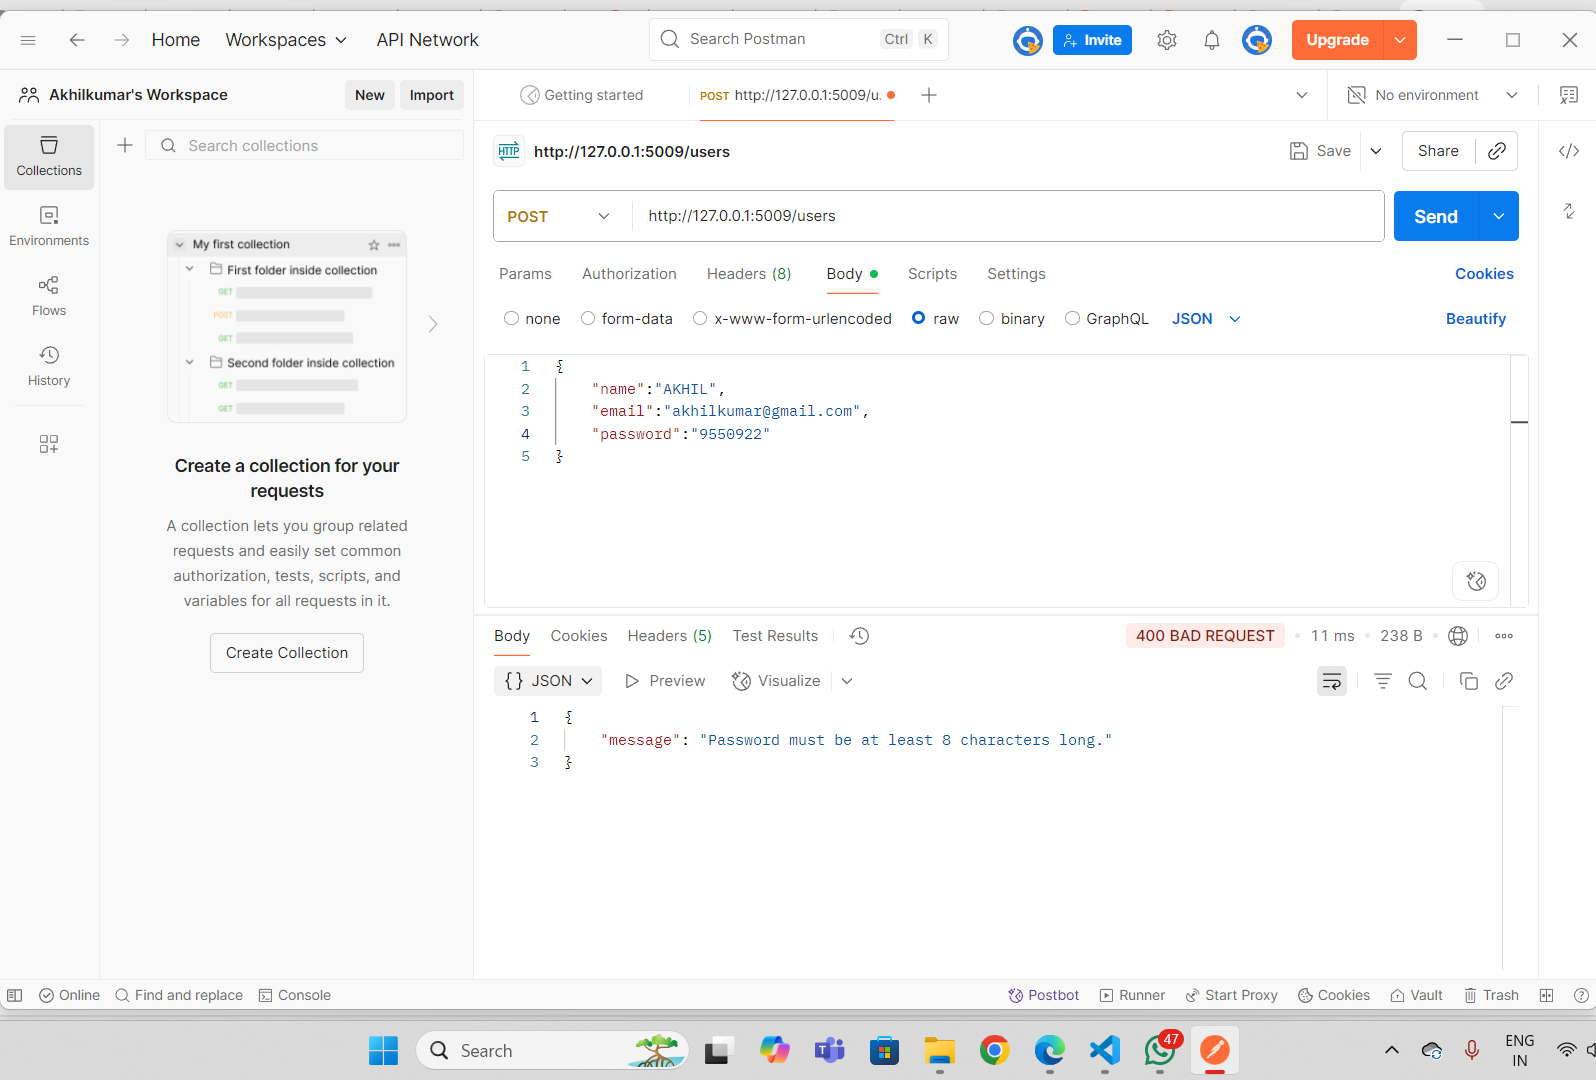 Home Workspaces API Network Search Postman Ctrl K Invite Upgrade
Akhilkumar's Workspace New Import
Getting started POST http://127.0.0.1:5009/u. No environment
Collections
Search collections
HTTP http://127.0.0.1:5009/users Save Share
Environments
Flows
History
My first collection
First folder inside collection
GET
POST
GET
Second folder inside collection
GET
GET
Create a collection for your
requests
A collection lets you group related
requests and easily set common
authorization, tests, scripts, and
variables for all requests in it.
Create Collection
POST http://127.0.0.1:5009/users Send
Params Authorization Headers (8) Body Scripts Settings Cookies
none form-data x-www-form-urlencoded raw binary GraphQL JSON Beautify
1 {
2 "name":"AKHIL",
3 "email":"akhilkumar@gmail.com",
4 "password":"9550922"
5 }
Body Cookies Headers (5) Test Results 400 BAD REQUEST 11 ms 238 B
{} JSON Preview Visualize
1 {
2 "message": "Password must be at least 8 characters long."
3 }
Online Find and replace Console Postbot Runner Start Proxy Cookies Vault Trash
Search 47 ENG
IN